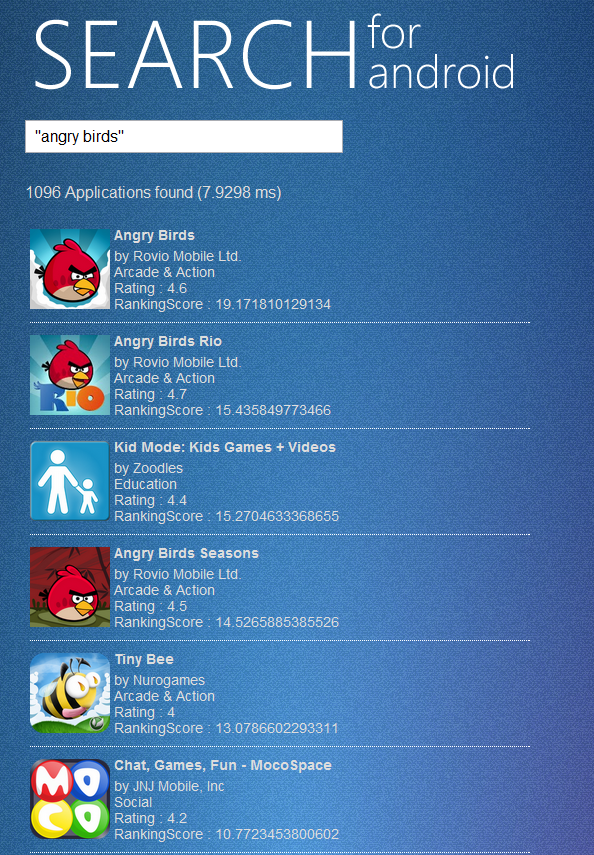 SEARCH for android
"angry birds"
1096 Applications found (7.9298 ms)
Angry Birds
by Rovio Mobile Ltd.
Arcade & Action
Rating : 4.6
RankingScore : 19.171810129134
Angry Birds Rio
by Rovio Mobile Ltd.
Arcade & Action
Rating : 4.7
RankingScore : 15.435849773466
RIO
Kid Mode: Kids Games + Videos
by Zoodles
Education
Rating : 4.4
RankingScore : 15.2704633368655
Angry Birds Seasons
by Rovio Mobile Ltd.
Arcade & Action
Rating : 4.5
RankingScore : 14.5265885385526
Tiny Bee
by Nurogames
Arcade & Action
Rating : 4
RankingScore : 13.0786602293311
Chat, Games, Fun - MocoSpace
by JNJ Mobile, Inc
Social
Rating : 4.2
RankingScore : 10.7723453800602
MO
CO